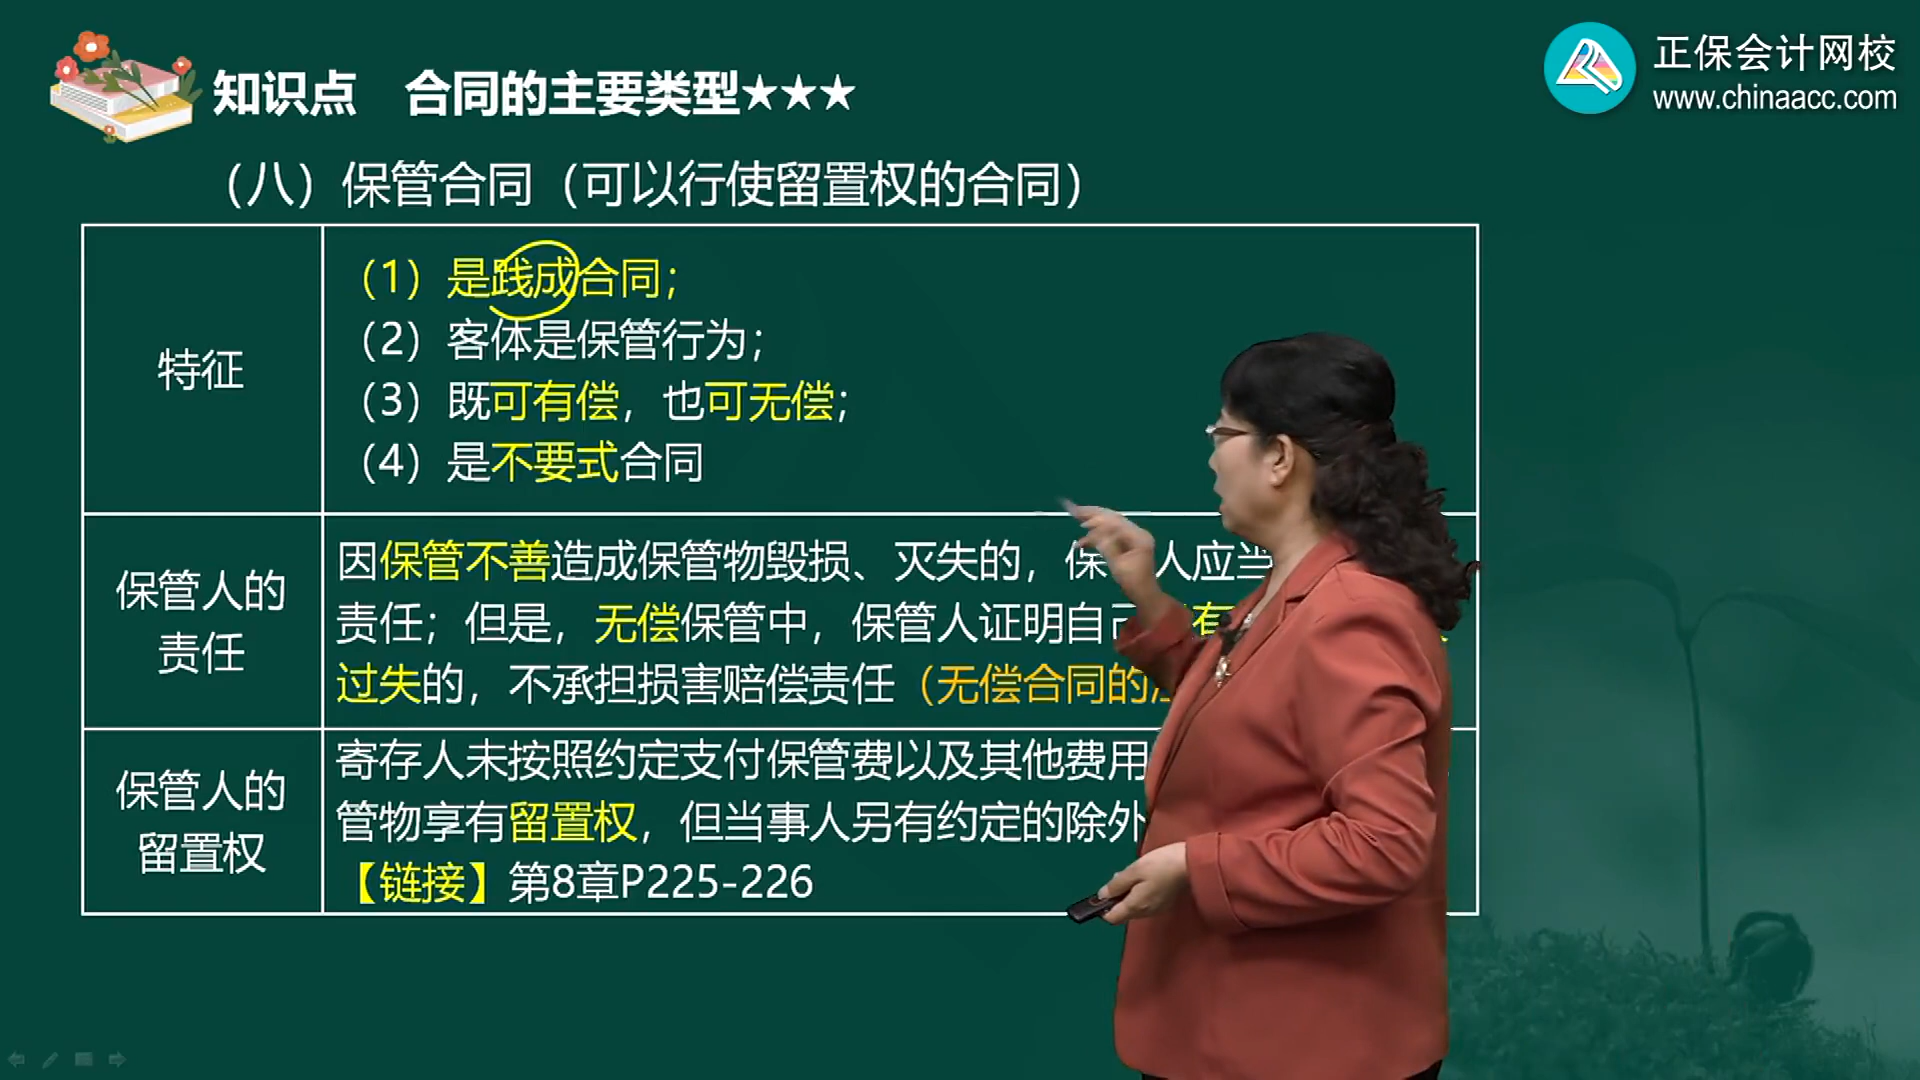 正保会计网校
www.chinaacc.com
知识点 合同的主要类型★★★
（八）保管合同（可以行使留置权的合同）
特征
（1）是践成合同；
（2）客体是保管行为；
（3）既可有偿，也可无偿；
（4）是不要式合同
保管人的
责任
因保管不善造成保管物毁损、灭失的，保 人应当
责任；但是，无偿保管中，保管人证明自己 有
过失的，不承担损害赔偿责任（无偿合同的
保管人的
留置权
寄存人未按照约定支付保管费以及其他费用
管物享有留置权，但当事人另有约定的除外
【链接】第8章P225-226